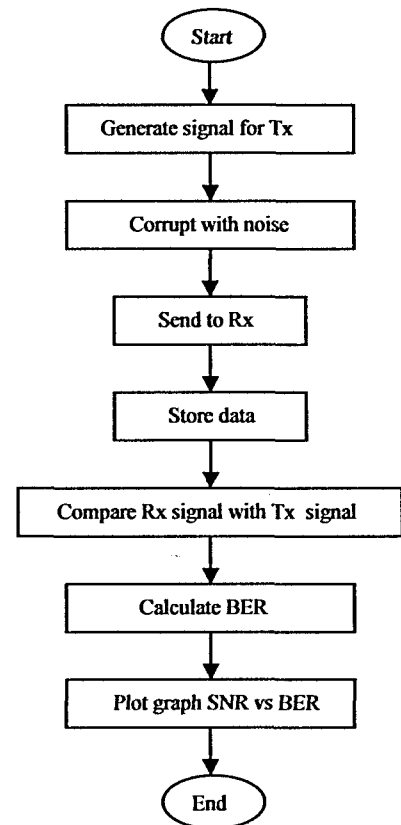 Start
Generate signal for Tx
Corrupt with noise
Send to Rx
Store data
Compare Rx signal with Tx signal
Calculate BER
Plot graph SNR vs BER
End